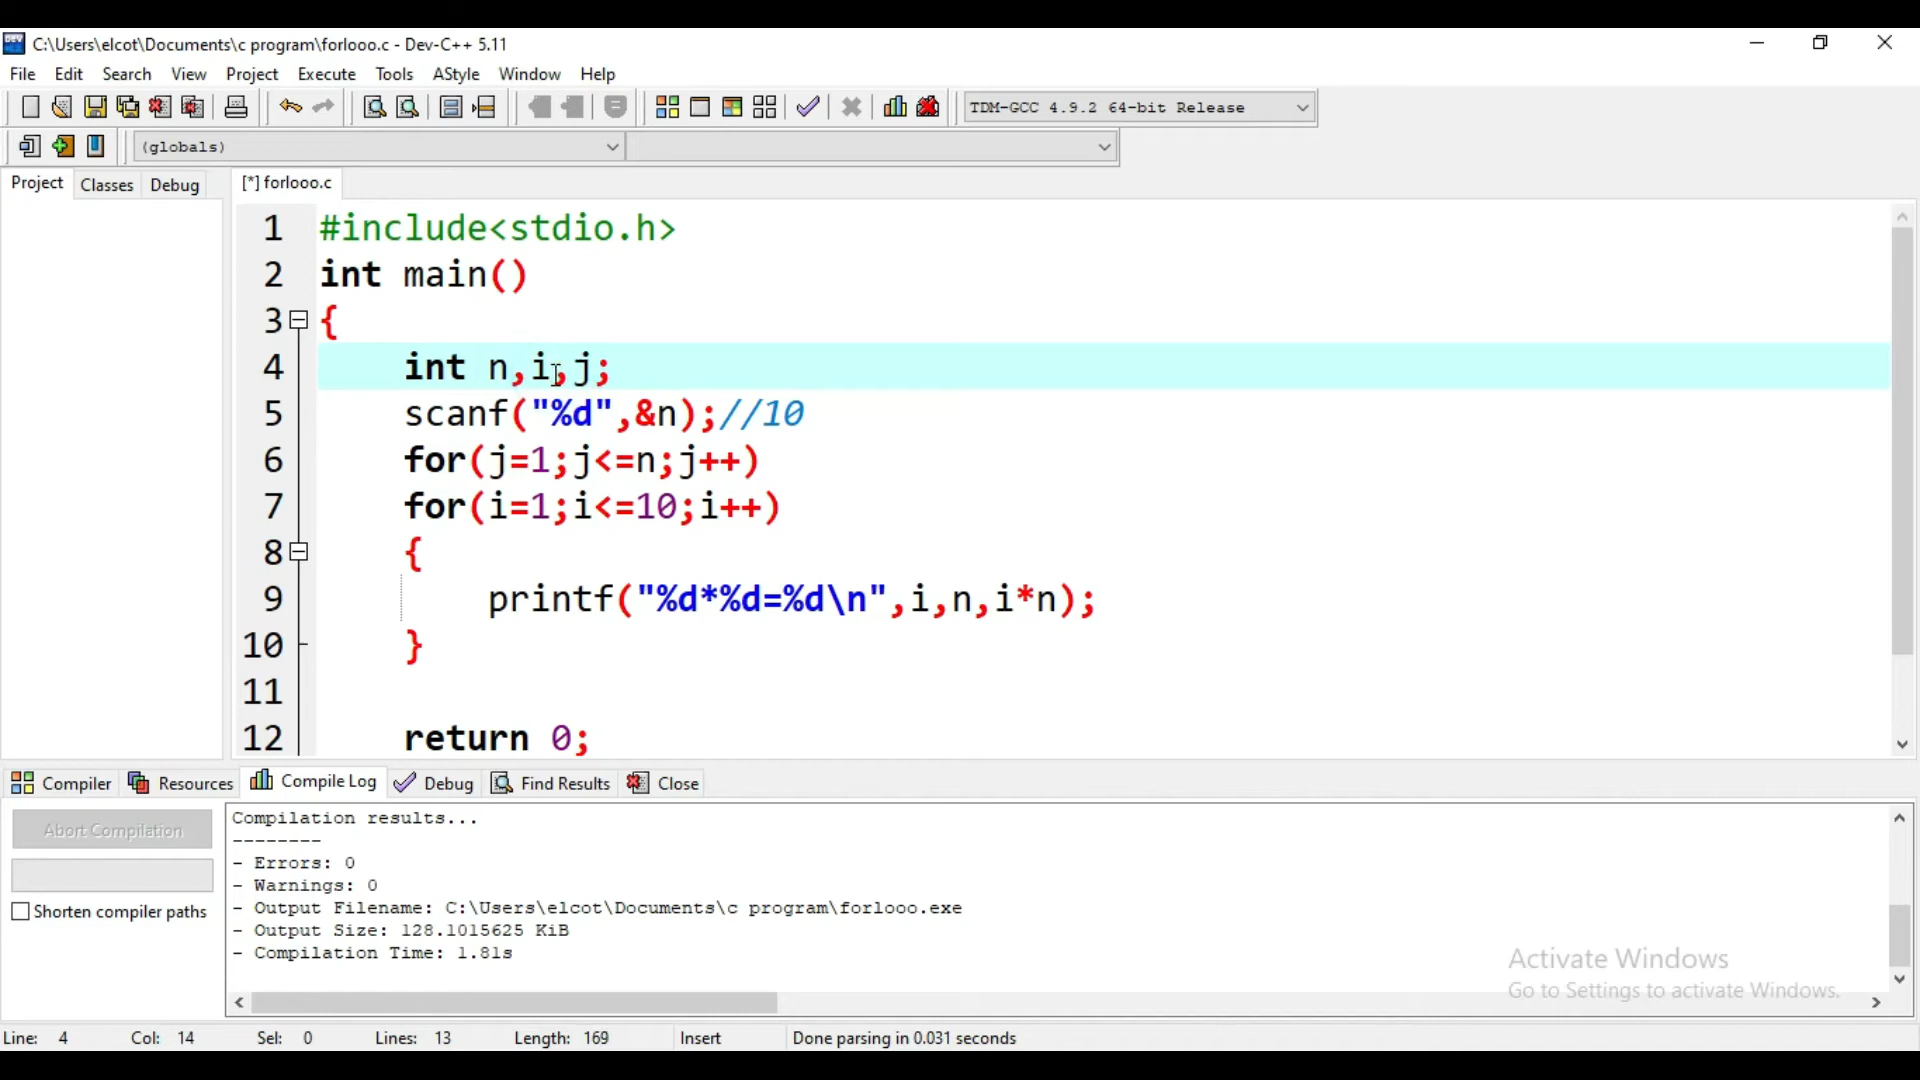 C:\Users\elcot\Documents\c program\forlooo.c - Dev-C++ 5.11
File Edit Search View Project Execute Tools AStyle Window Help
TDM-GCC 4.9.2 64-bit Release
(globals)
Project Classes Debug [*] forlooo.c
1 #include<stdio.h>
2 int main()
3 {
4 int n,i,j;
5 scanf("%d",&n);//10
6 for(j=1;j<=n;j++)
7 for(i=1;i<=10;i++)
8 {
9 printf("%d*%d=%d\n",i,n,i*n);
10 }
11
12 return 0;
Compiler Resources Compile Log Debug Find Results Close
Abort Compilation
Shorten compiler paths
Compilation results...
--------
- Errors: 0
- Warnings: 0
- Output Filename: C:\Users\elcot\Documents\c program\forlooo.exe
- Output Size: 128.1015625 KiB
- Compilation Time: 1.81s
Activate Windows
Go to Settings to activate Windows.
Line: 4 Col: 14 Sel: 0 Lines: 13 Length: 169 Insert Done parsing in 0.031 seconds